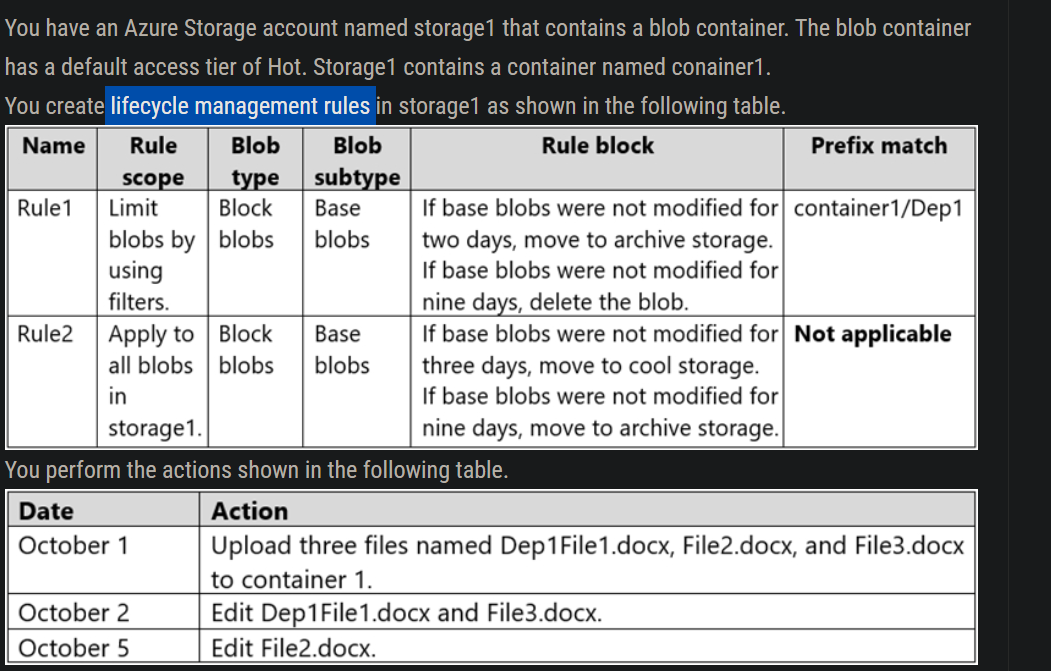 You have an Azure Storage account named storage1 that contains a blob container. The blob container
has a default access tier of Hot. Storage1 contains a container named conainer1.
You create lifecycle management rules in storage1 as shown in the following table.
Name Rule scope Blob type Blob subtype Rule block Prefix match
Rule1 Limit blobs by using filters. Block blobs Base blobs If base blobs were not modified for two days, move to archive storage. If base blobs were not modified for nine days, delete the blob. container1/Dep1
Rule2 Apply to all blobs in storage1. Block blobs Base blobs If base blobs were not modified for three days, move to cool storage. If base blobs were not modified for nine days, move to archive storage. Not applicable
You perform the actions shown in the following table.
Date Action
October 1 Upload three files named Dep1File1.docx, File2.docx, and File3.docx to container 1.
October 2 Edit Dep1File1.docx and File3.docx.
October 5 Edit File2.docx.